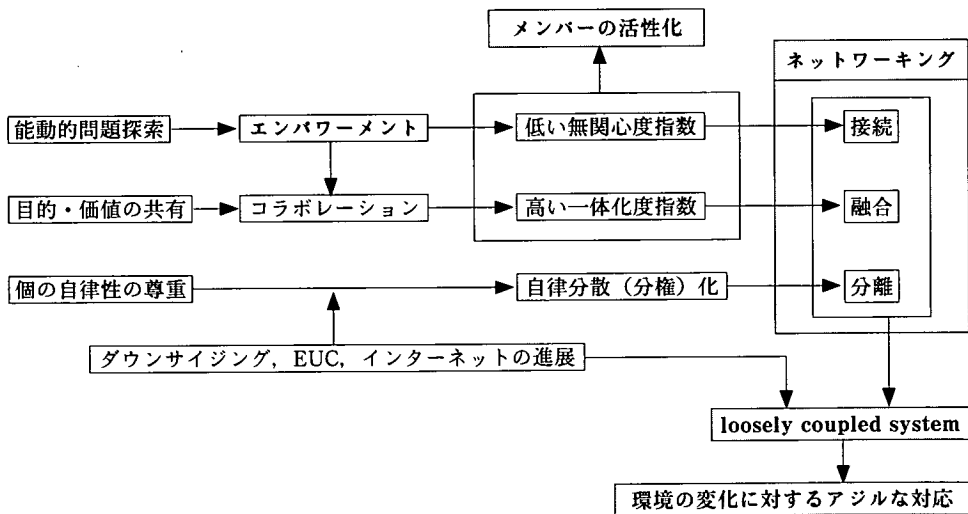 メンバーの活性化
ネットワーキング
能動的問題探索
エンパワーメント
低い無関心度指数
接続
目的・価値の共有
コラボレーション
高い一体化度指数
融合
個の自律性の尊重
自律分散（分権）化
分離
ダウンサイジング, EUC, インターネットの進展
loosely coupled system
環境の変化に対するアジルな対応